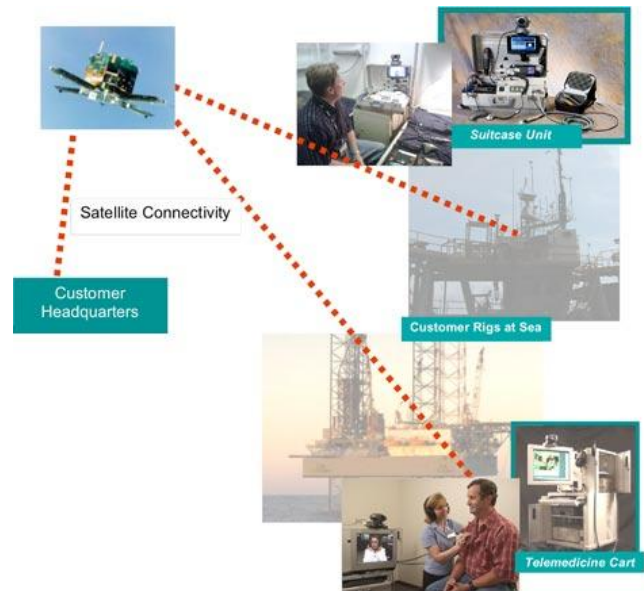 Suitcase Unit
Satellite Connectivity
Customer
Headquarters
Customer Rigs at Sea
Telemedicine Cart